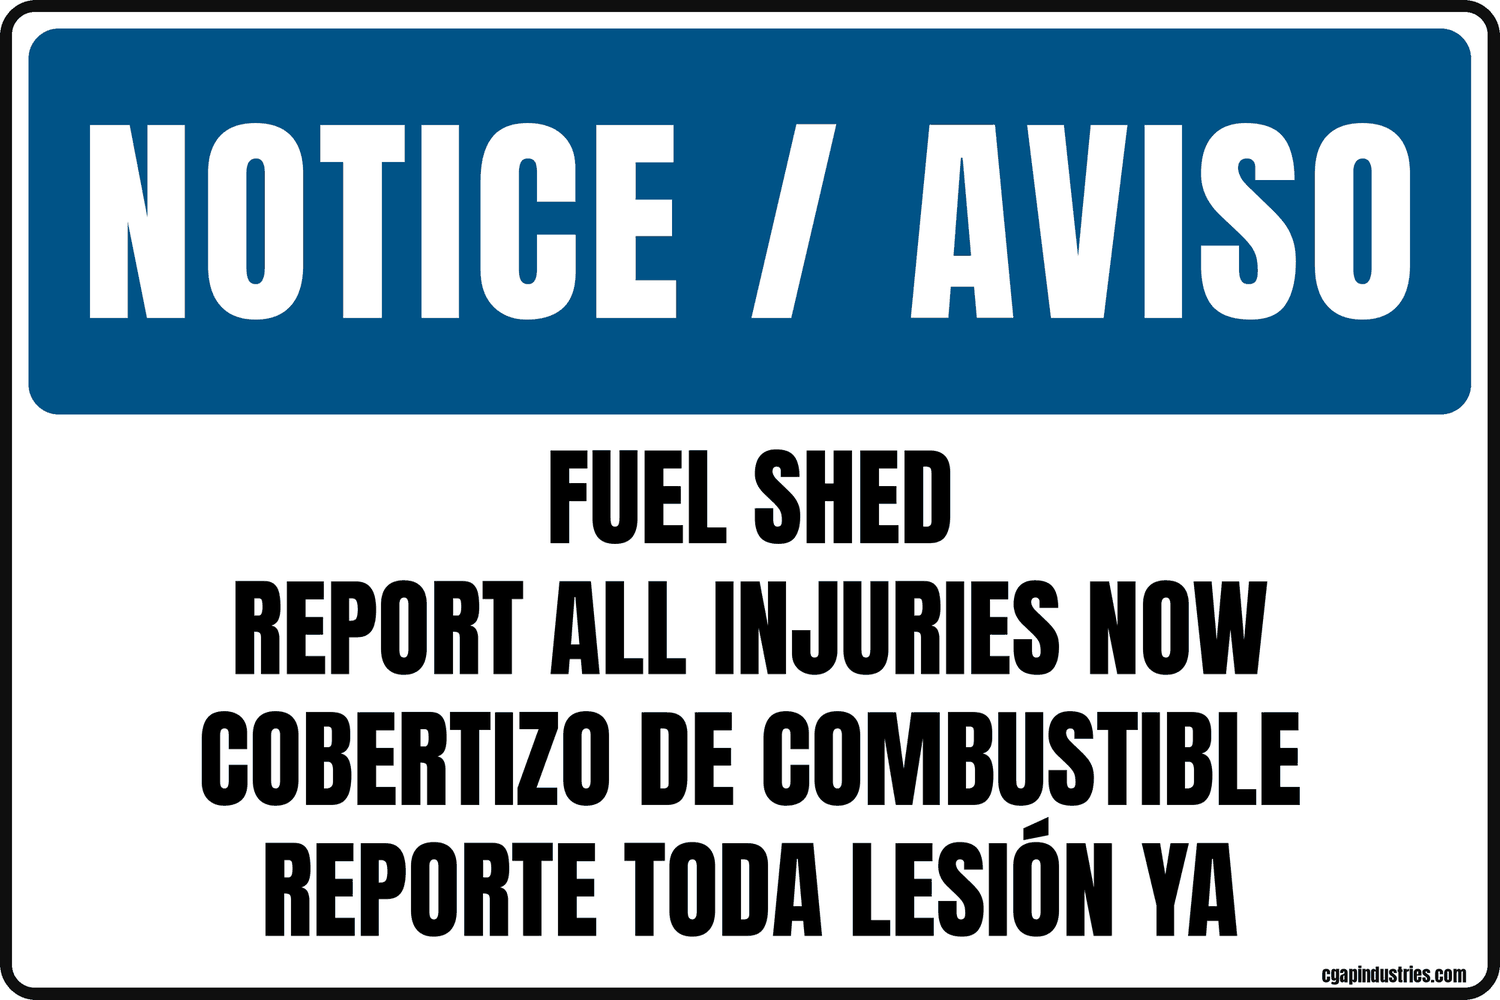 NOTICE / AVISO
FUEL SHED
REPORT ALL INJURIES NOW
COBERTIZO DE COMBUSTIBLE
REPORTE TODA LESIÓN YA
cgapindustries.com